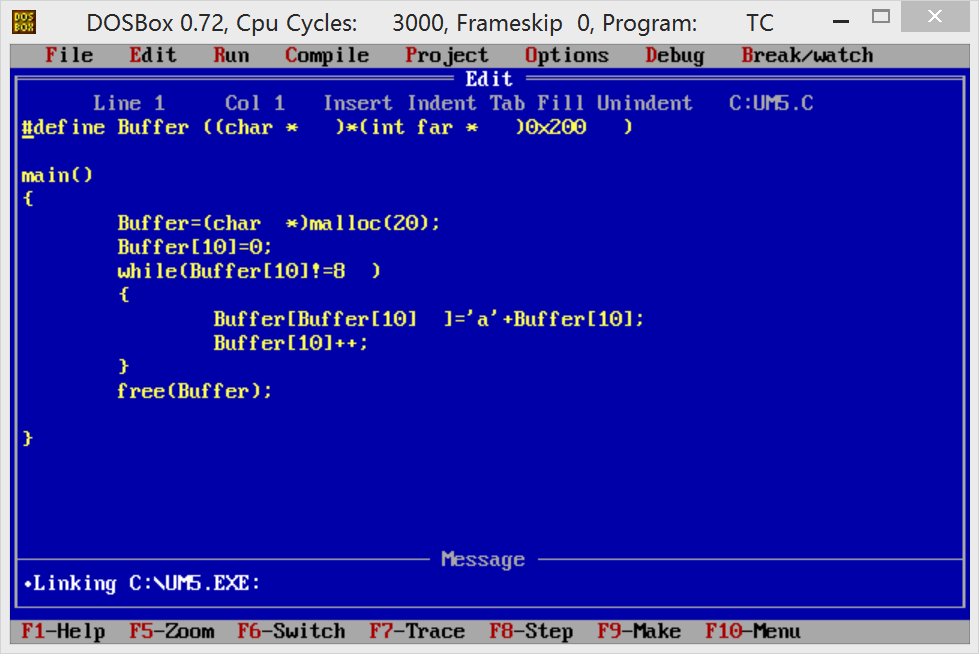 DOS BOX
DOSBox 0.72, Cpu Cycles: 3000, Frameskip 0, Program: TC
File Edit Run Compile Project Options Debug Break/watch
Edit
Line 1 Col 1 Insert Indent Tab Fill Unindent C:UM5.C
#define Buffer ((char * )*(int far * )0x200 )
main()
{
Buffer=(char *)malloc(20);
Buffer[10]=0;
while(Buffer[10]!=8 )
{
Buffer[Buffer[10] ]='a'+Buffer[10];
Buffer[10]++;
}
free(Buffer);
}
Message
•Linking C:\UM5.EXE:
F1-Help F5-Zoom F6-Switch F7-Trace F8-Step F9-Make F10-Menu